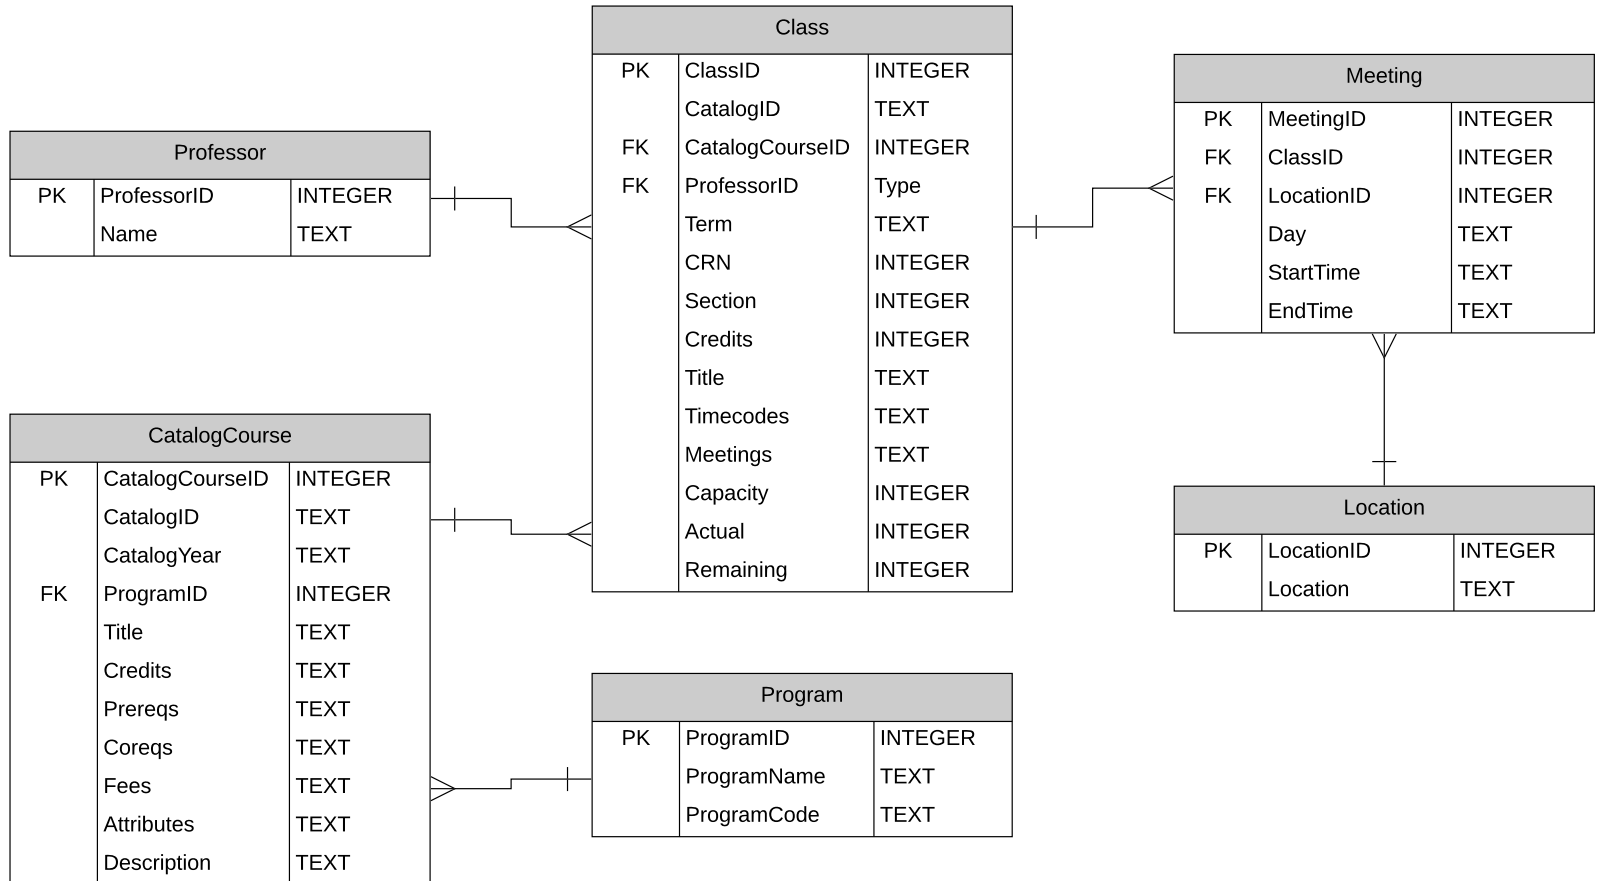 Class
PK ClassID INTEGER
CatalogID TEXT
FK CatalogCourseID INTEGER
FK ProfessorID Type
Term TEXT
CRN INTEGER
Section INTEGER
Credits INTEGER
Title TEXT
Timecodes TEXT
Meetings TEXT
Capacity INTEGER
Actual INTEGER
Remaining INTEGER
Meeting
PK MeetingID INTEGER
FK ClassID INTEGER
FK LocationID INTEGER
Day TEXT
StartTime TEXT
EndTime TEXT
Professor
PK ProfessorID INTEGER
Name TEXT
CatalogCourse
PK CatalogCourseID INTEGER
CatalogID TEXT
CatalogYear TEXT
FK ProgramID INTEGER
Title TEXT
Credits TEXT
Prereqs TEXT
Coreqs TEXT
Fees TEXT
Attributes TEXT
Description TEXT
Location
PK LocationID INTEGER
Location TEXT
Program
PK ProgramID INTEGER
ProgramName TEXT
ProgramCode TEXT